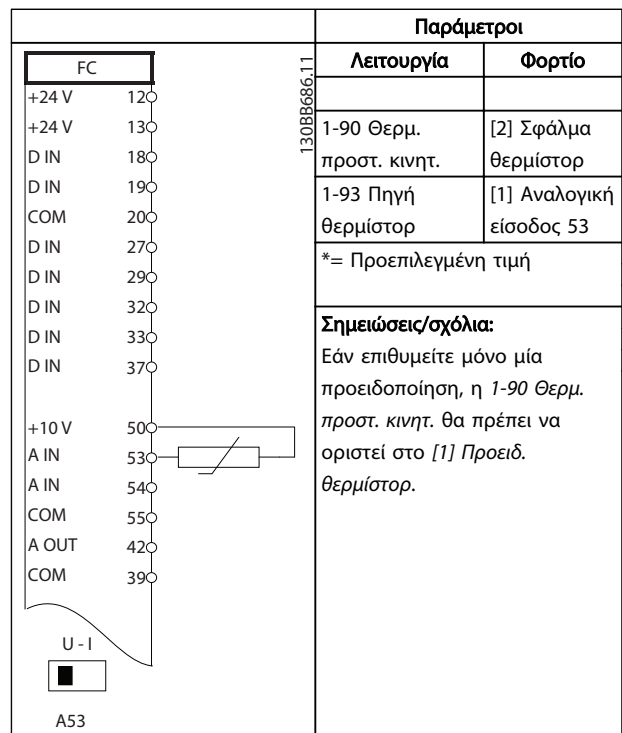 Παράμετροι
FC
Λειτουργία Φορτίο
130BB686.11
+24 V 12
+24 V 13
D IN 18
D IN 19
COM 20
D IN 27
D IN 29
D IN 32
D IN 33
D IN 37
+10 V 50
A IN 53
A IN 54
COM 55
A OUT 42
COM 39
U - I
A53
1-90 Θερμ. [2] Σφάλμα
προστ. κινητ. θερμίστορ
1-93 Πηγή [1] Αναλογική
θερμίστορ είσοδος 53
*= Προεπιλεγμένη τιμή
Σημειώσεις/σχόλια:
Εάν επιθυμείτε μόνο μία
προειδοποίηση, η 1-90 Θερμ.
προστ. κινητ. θα πρέπει να
οριστεί στο [1] Προειδ.
θερμίστορ.